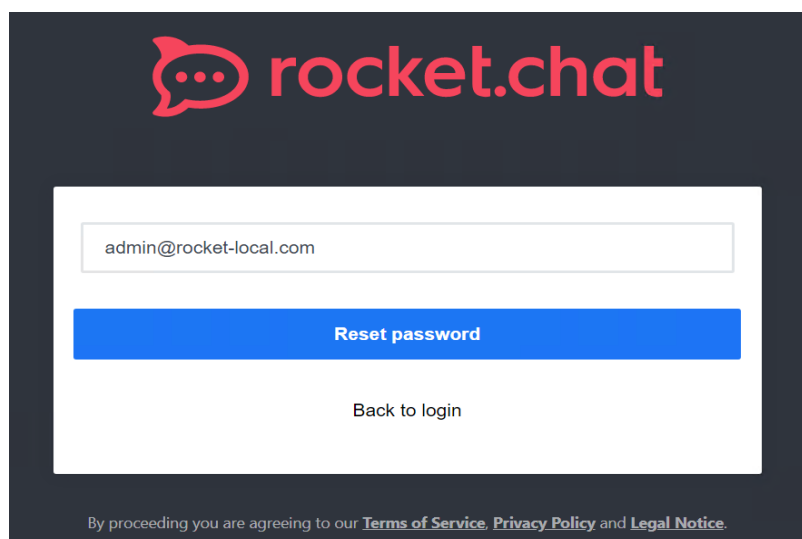 rocket.chat
admin@rocket-local.com
Reset password
Back to login
By proceeding you are agreeing to our Terms of Service, Privacy Policy and Legal Notice.